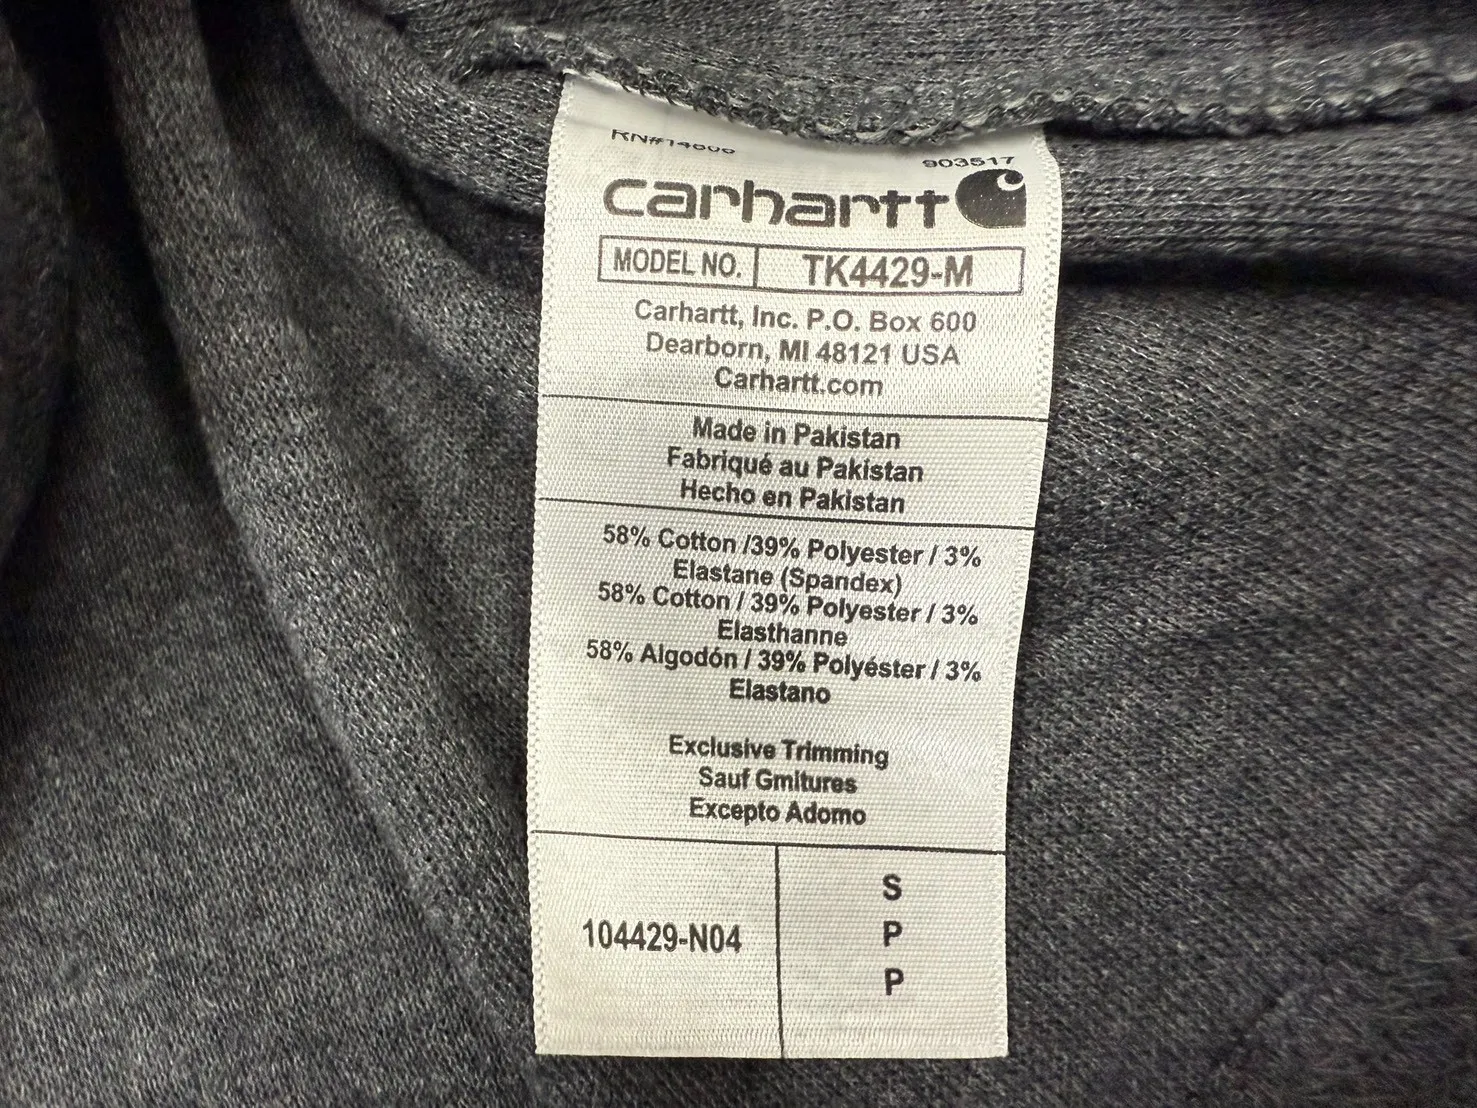 RN#14806
903517
carhartt
MODEL NO. TK4429-M
Carhartt, Inc. P.O. Box 600
Dearborn, MI 48121 USA
Carhartt.com
Made in Pakistan
Fabriqué au Pakistan
Hecho en Pakistan
58% Cotton /39% Polyester / 3%
Elastane (Spandex)
58% Cotton / 39% Polyester / 3%
Elasthanne
58% Algodón / 39% Polyéster / 3%
Elastano
Exclusive Trimming
Sauf Gmitures
Excepto Adomo
104429-N04
S
P
P